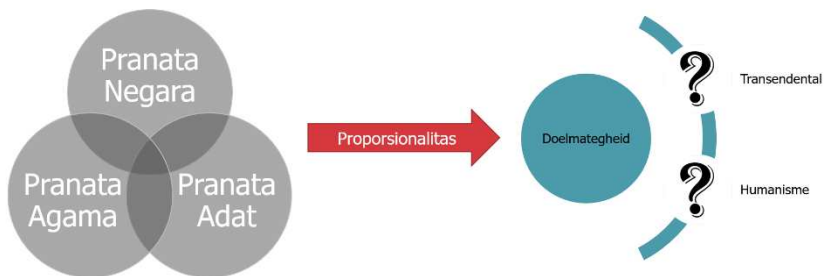 Pranata
Negara
Pranata
Agama
Pranata
Adat
Proporsionalitas
Doelmategheid
?
Transendental
?
Humanisme